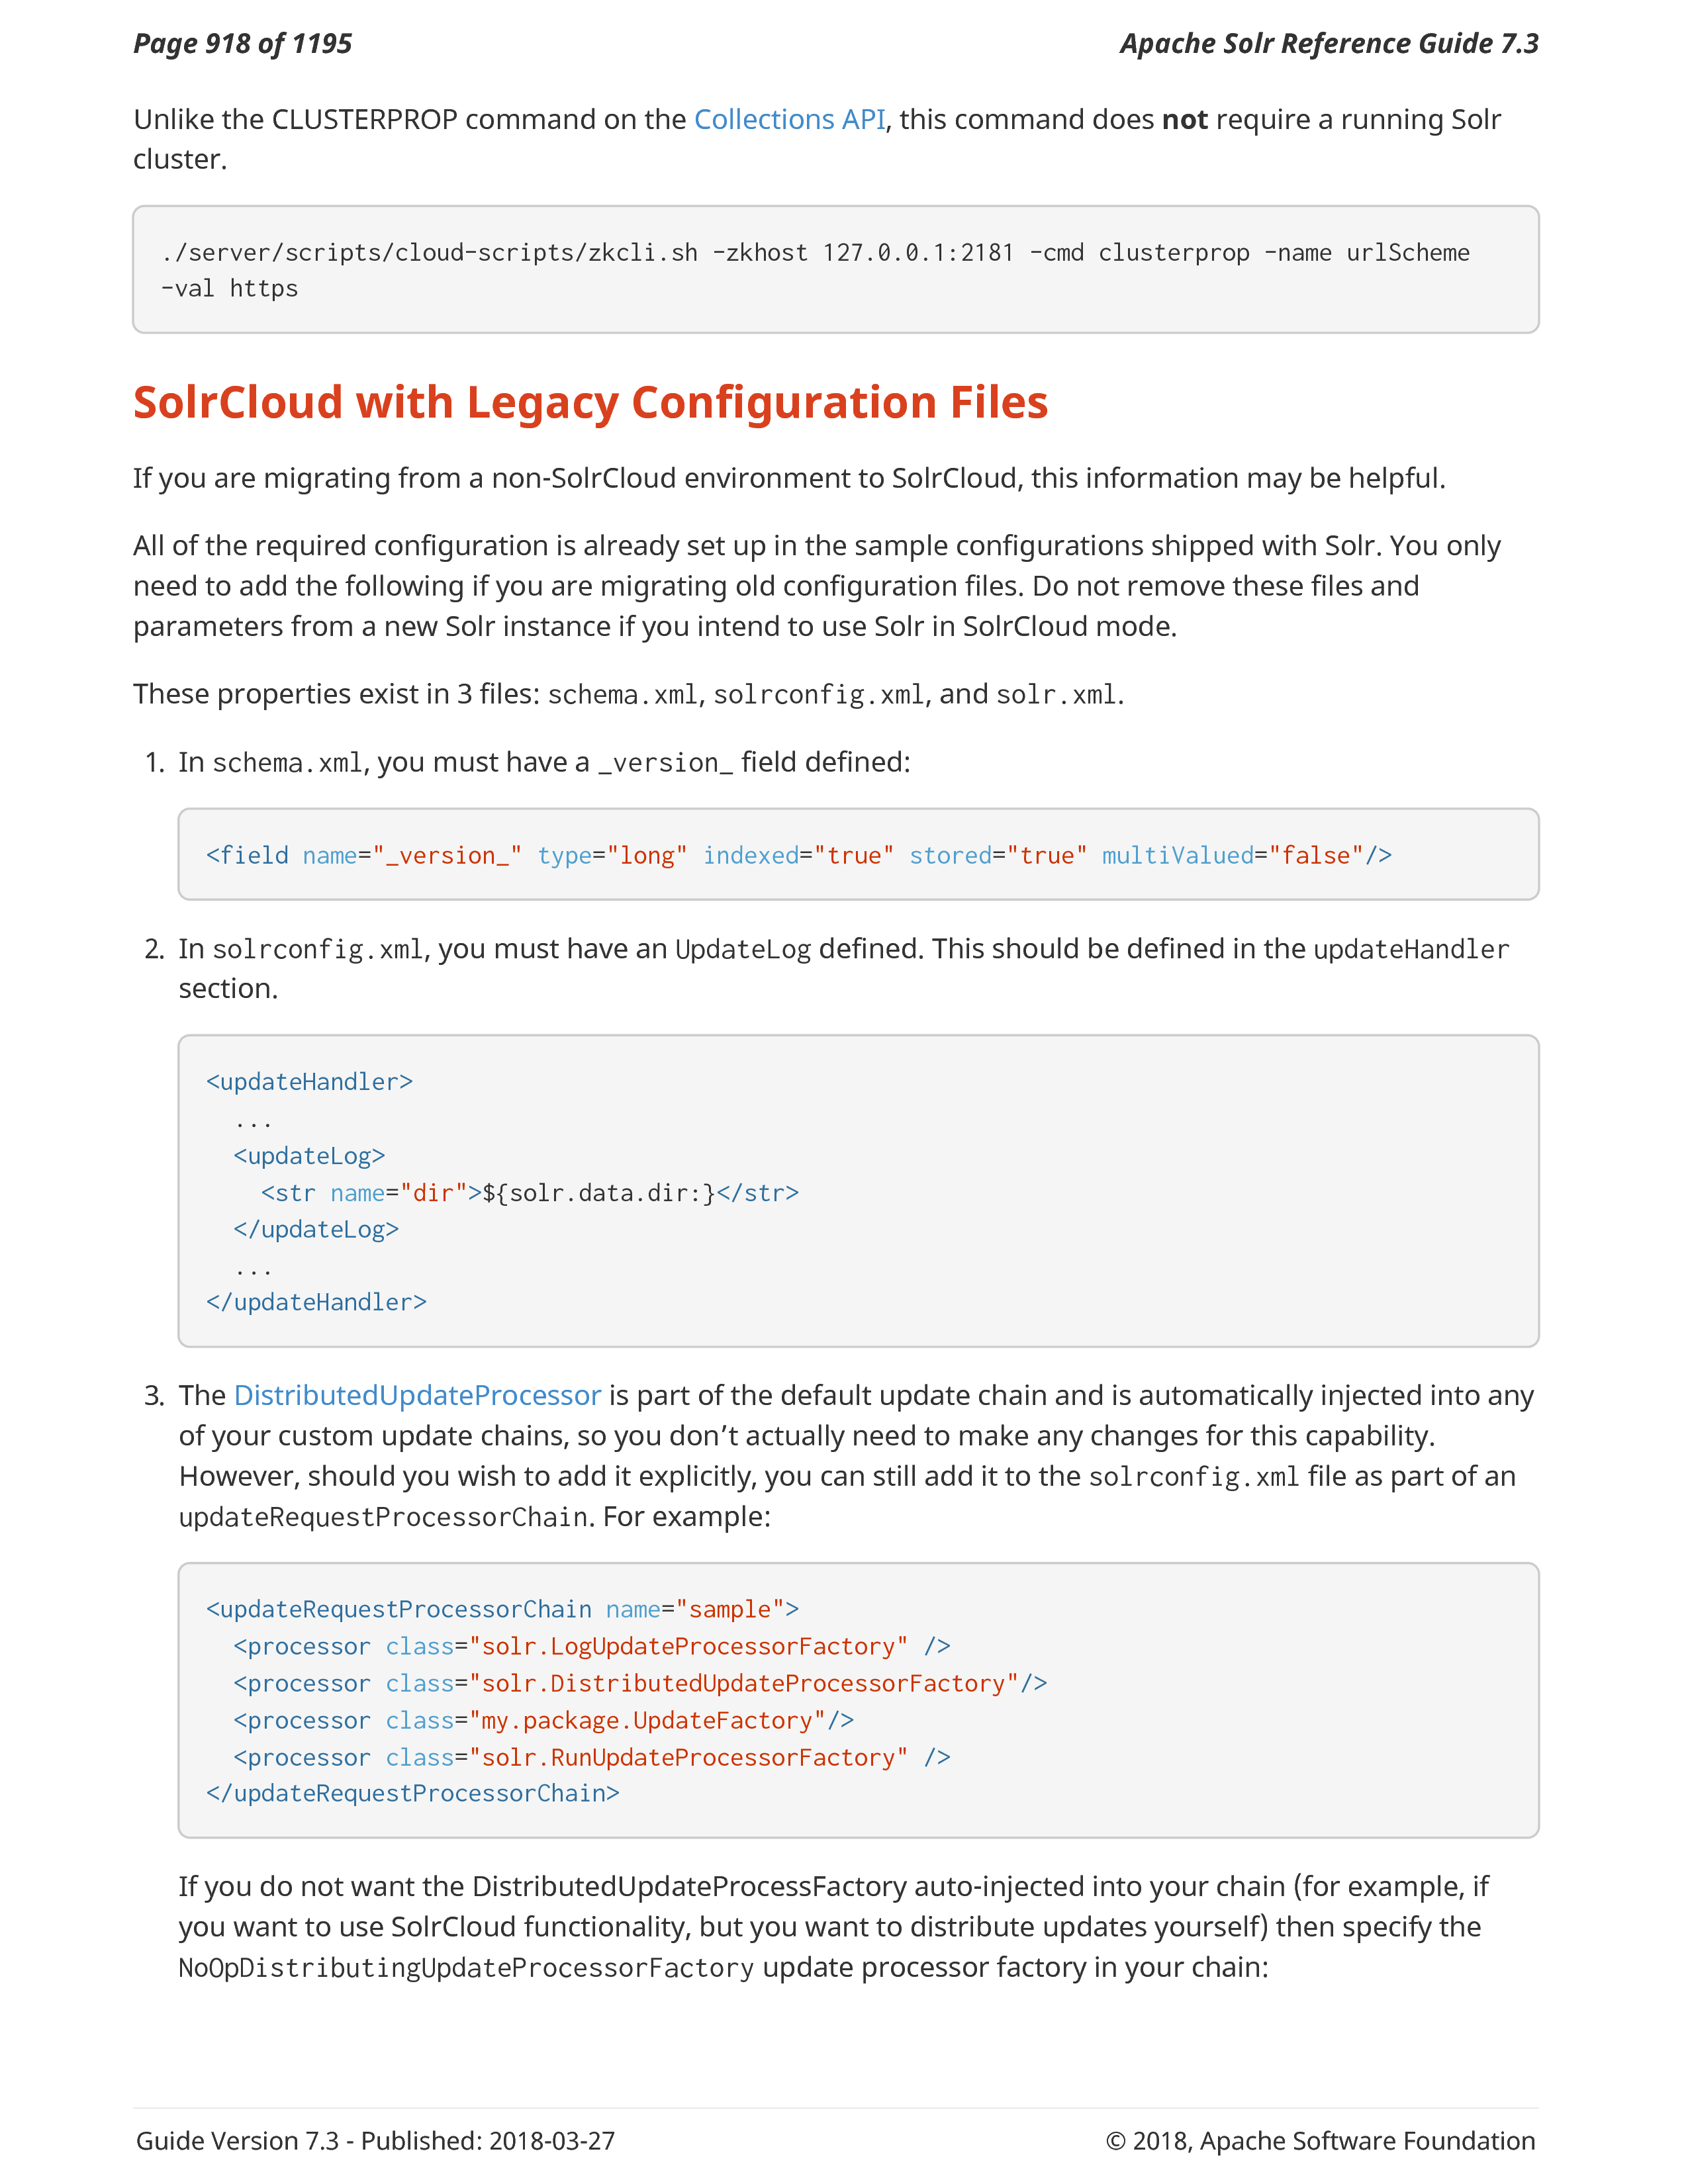 Page 918 of 1195
Apache Solr Reference Guide 7.3
Unlike the CLUSTERPROP command on the Collections API, this command does not require a running Solr
cluster.
./server/scripts/cloud-scripts/zkcli.sh -zkhost 127.0.0.1:2181 -cmd clusterprop -name urlScheme
-val https
SolrCloud with Legacy Configuration Files
If you are migrating from a non-SolrCloud environment to SolrCloud, this information may be helpful.
All of the required configuration is already set up in the sample configurations shipped with Solr. You only
need to add the following if you are migrating old configuration files. Do not remove these files and
parameters from a new Solr instance if you intend to use Solr in SolrCloud mode.
These properties exist in 3 files: schema.xml, solrconfig.xml, and solr.xml.
1. In schema.xml, you must have a _version_ field defined:
<field name="_version_" type="long" indexed="true" stored="true" multiValued="false"/>
2. In solrconfig.xml, you must have an UpdateLog defined. This should be defined in the updateHandler
section.
<updateHandler>
  ...
  <updateLog>
    <str name="dir">${solr.data.dir:}</str>
  </updateLog>
  ...
</updateHandler>
3. The DistributedUpdateProcessor is part of the default update chain and is automatically injected into any
of your custom update chains, so you don’t actually need to make any changes for this capability.
However, should you wish to add it explicitly, you can still add it to the solrconfig.xml file as part of an
updateRequestProcessorChain. For example:
<updateRequestProcessorChain name="sample">
  <processor class="solr.LogUpdateProcessorFactory" />
  <processor class="solr.DistributedUpdateProcessorFactory"/>
  <processor class="my.package.UpdateFactory"/>
  <processor class="solr.RunUpdateProcessorFactory" />
</updateRequestProcessorChain>
If you do not want the DistributedUpdateProcessFactory auto-injected into your chain (for example, if
you want to use SolrCloud functionality, but you want to distribute updates yourself) then specify the
NoOpDistributingUpdateProcessorFactory update processor factory in your chain:
Guide Version 7.3 - Published: 2018-03-27
© 2018, Apache Software Foundation